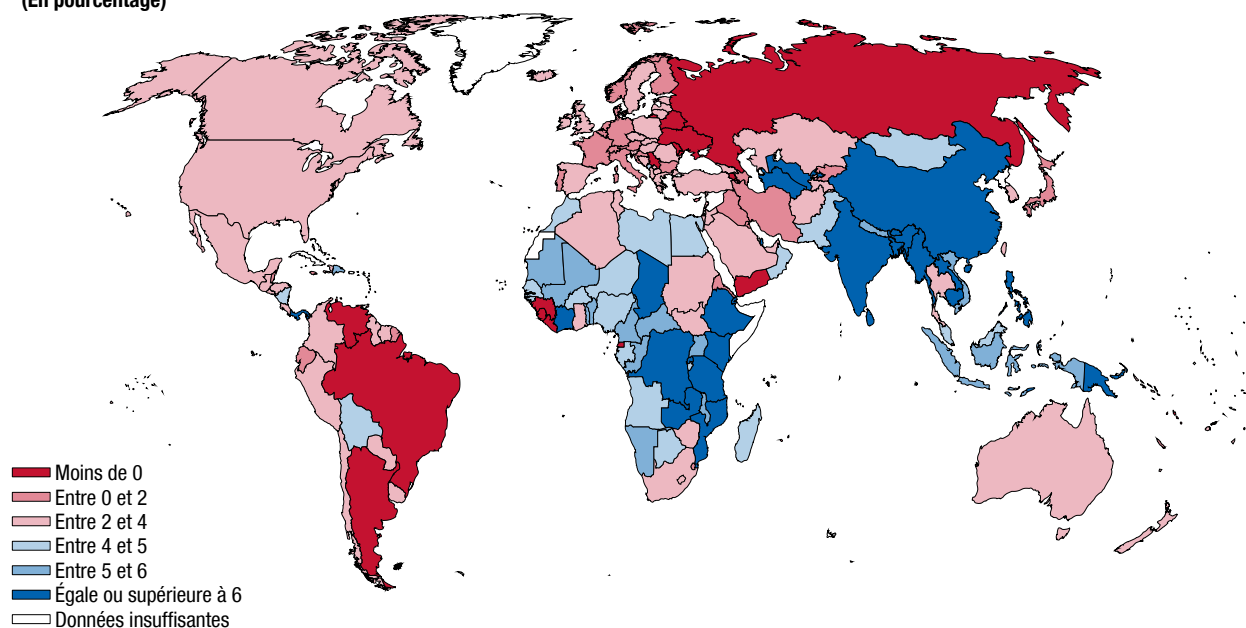 (En pourcentage)
Moins de 0
Entre 0 et 2
Entre 2 et 4
Entre 4 et 5
Entre 5 et 6
Égale ou supérieure à 6
Données insuffisantes